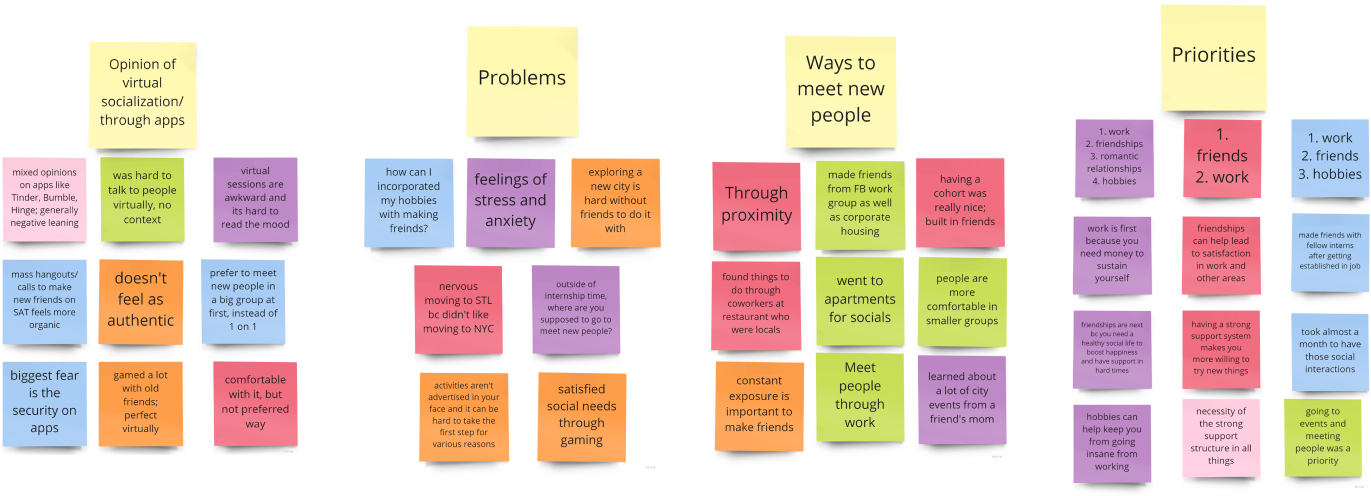 Opinion of
virtual
socialization/
through apps
mixed opinions
on apps like
Tinder, Bumble,
Hinge; generally
negative leaning
was hard to
talk to people
virtually, no
context
virtual
sessions are
awkward and
its hard to
read the mood
mass hangouts/
calls to make
new friends on
SAT feels more
organic
doesn't
feel as
authentic
prefer to meet
new people in
a big group at
first, instead of
1 on 1
biggest fear
is the
security on
apps
gamed a lot
with old
friends;
perfect
virtually
comfortable
with it, but
not preferred
way
Problems
how can I
incorporated
my hobbies
with making
freinds?
feelings of
stress and
anxiety
exploring a
new city is
hard without
friends to do it
with
nervous
moving to STL
bc didn't like
moving to NYC
outside of
internship time,
where are you
supposed to go to
meet new people?
activities aren't
advertised in your
face and it can be
hard to take the
first step for
various reasons
satisfied
social needs
through
gaming
Ways to
meet new
people
Through
proximity
made friends
from FB work
group as well
as corporate
housing
having a
cohort was
really nice;
built in friends
found things to
do through
coworkers at
restaurant who
were locals
went to
apartments
for socials
people are
more
comfortable in
smaller groups
constant
exposure is
important to
make friends
Meet
people
through
work
learned about
a lot of city
events from a
friend's mom
Priorities
1. work
2. friendships
3. romantic
relationships
4. hobbies
1.
friends
2. work
1. work
2. friends
3. hobbies
work is first
because you
need money to
sustain
yourself
friendships
can help lead
to satisfaction
in work and
other areas
made friends with
fellow interns
after getting
established in job
friendships are next
bc you need a
healthy social life to
boost happiness
and have support in
hard times
having a strong
support system
makes you
more willing to
try new things
took almost a
month to have
those social
interactions
hobbies can
help keep you
from going
insane from
working
necessity of
the strong
support
structure in all
things
going to
events and
meeting
people was a
priority